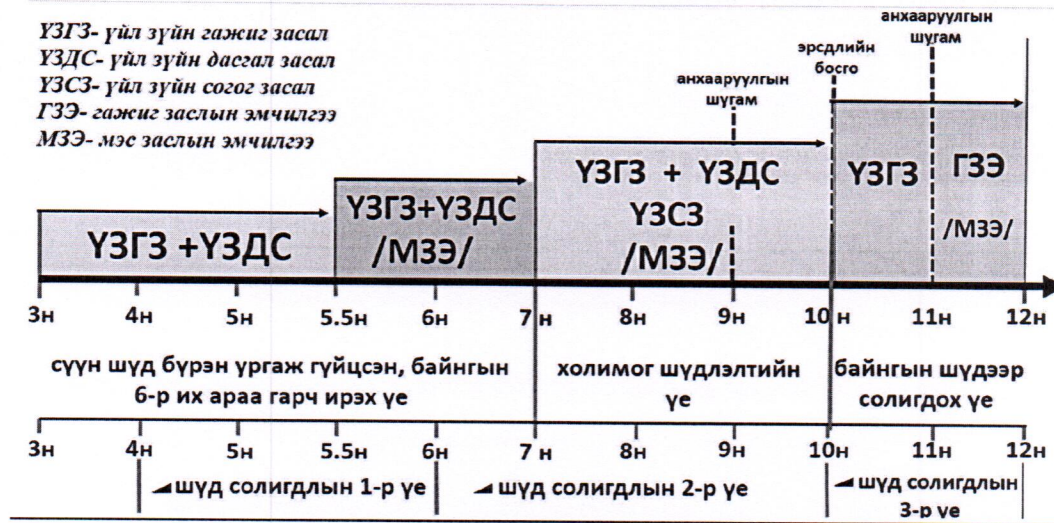 ҮЗГЗ- үйл зүйн гажиг засал
ҮЗДС- үйл зүйн дасгал засал
ҮЗСЗ- үйл зүйн согог засал
ГЗЭ- гажиг заслын эмчилгээ
МЗЭ- мэс заслын эмчилгээ
анхааруулгын
шугам
эрсдлийн
босго
анхааруулгын
шугам
ҮЗГЗ +ҮЗДС
ҮЗГЗ+ҮЗДС
/МЗЭ/
ҮЗГЗ + ҮЗДС
ҮЗСЗ
/МЗЭ/
ҮЗГЗ
ГЗЭ
/МЗЭ/
3н 4н 5н 5.5н 6н 7н 8н 9н 10н 11н 12н
сүүн шүд бүрэн ургаж гүйцсэн, байнгын
6-р их араа гарч ирэх үе
холимог шүдлэлтийн
үе
байнгын шүдээр
солигдох үе
3н 4н 5н 5.5н 6н 7н 8н 9н 10н 11н 12н
шүд солигдлын 1-р үе
шүд солигдлын 2-р үе
шүд солигдлын
3-р үе